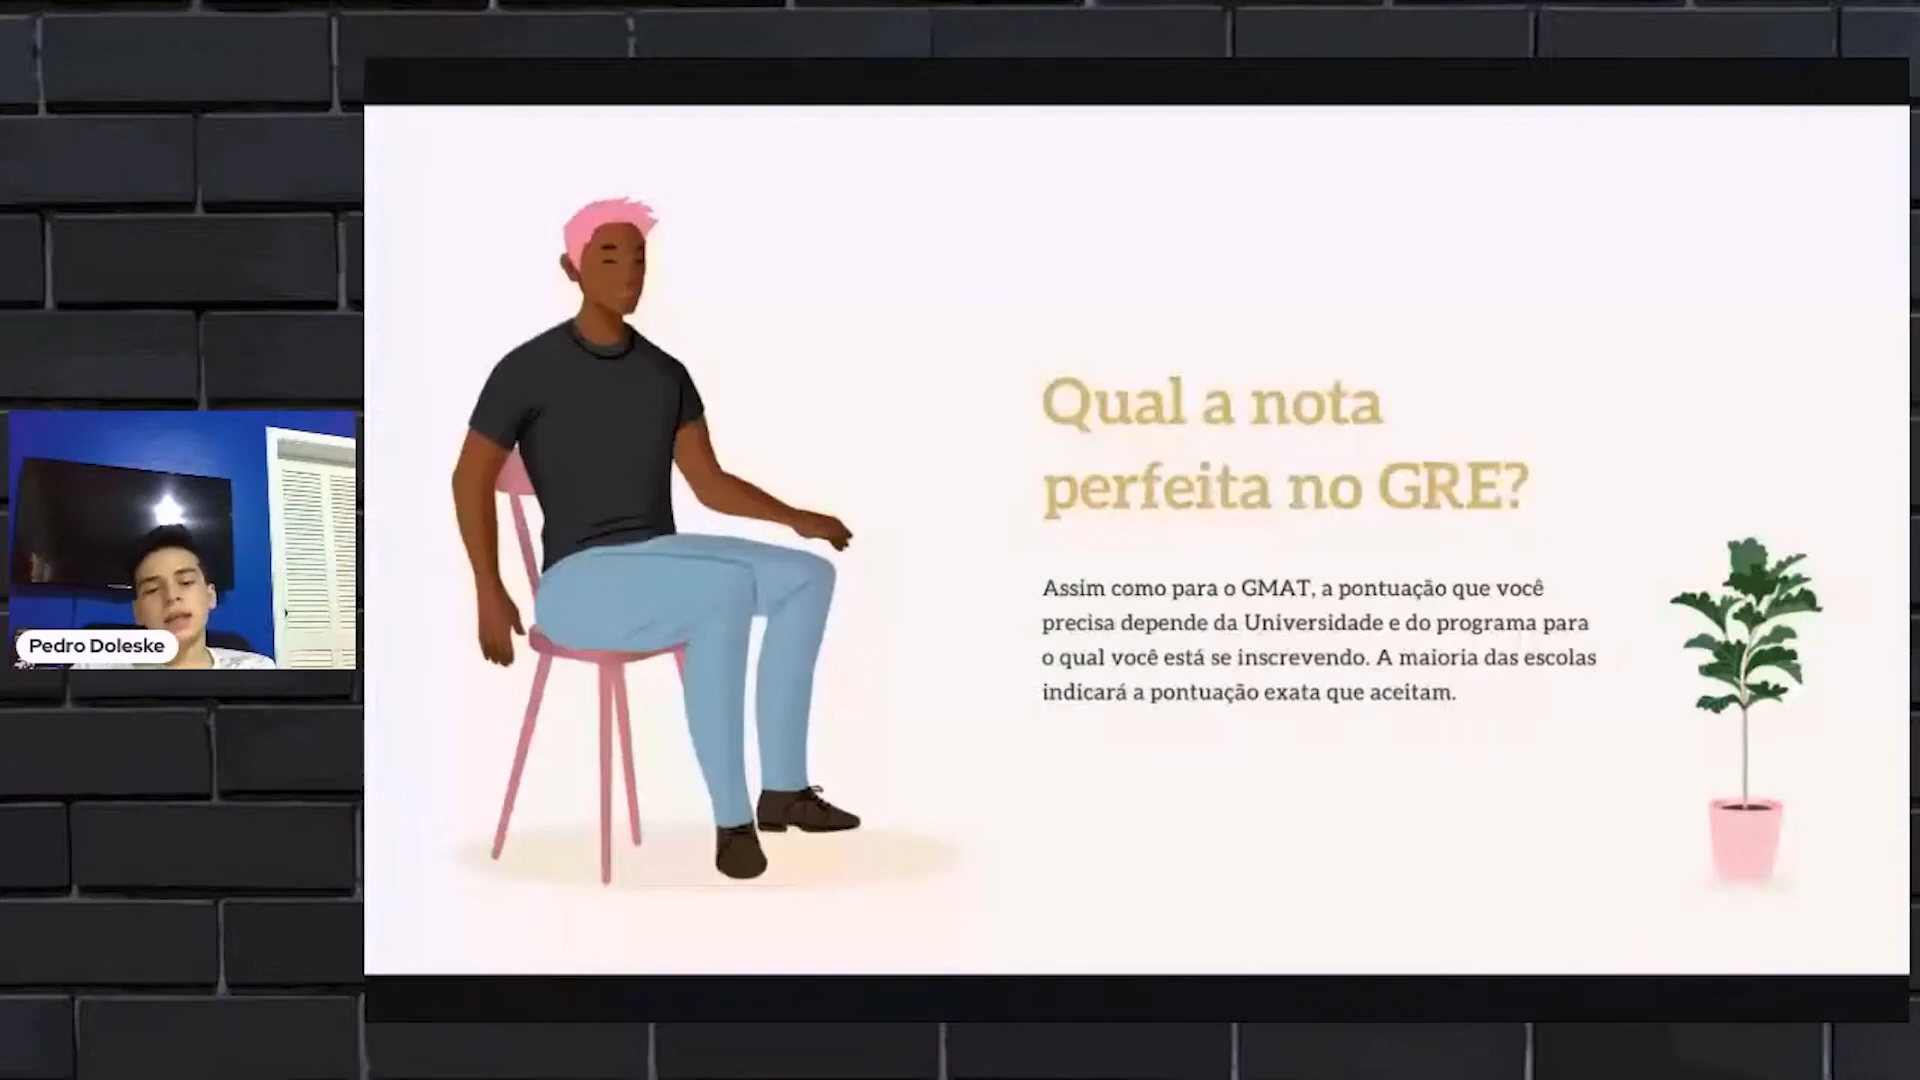 Pedro Doleske
Qual a nota
perfeita no GRE?
Assim como para o GMAT, a pontuação que você
precisa depende da Universidade e do programa para
o qual você está se inscrevendo. A maioria das escolas
indicará a pontuação exata que aceitam.